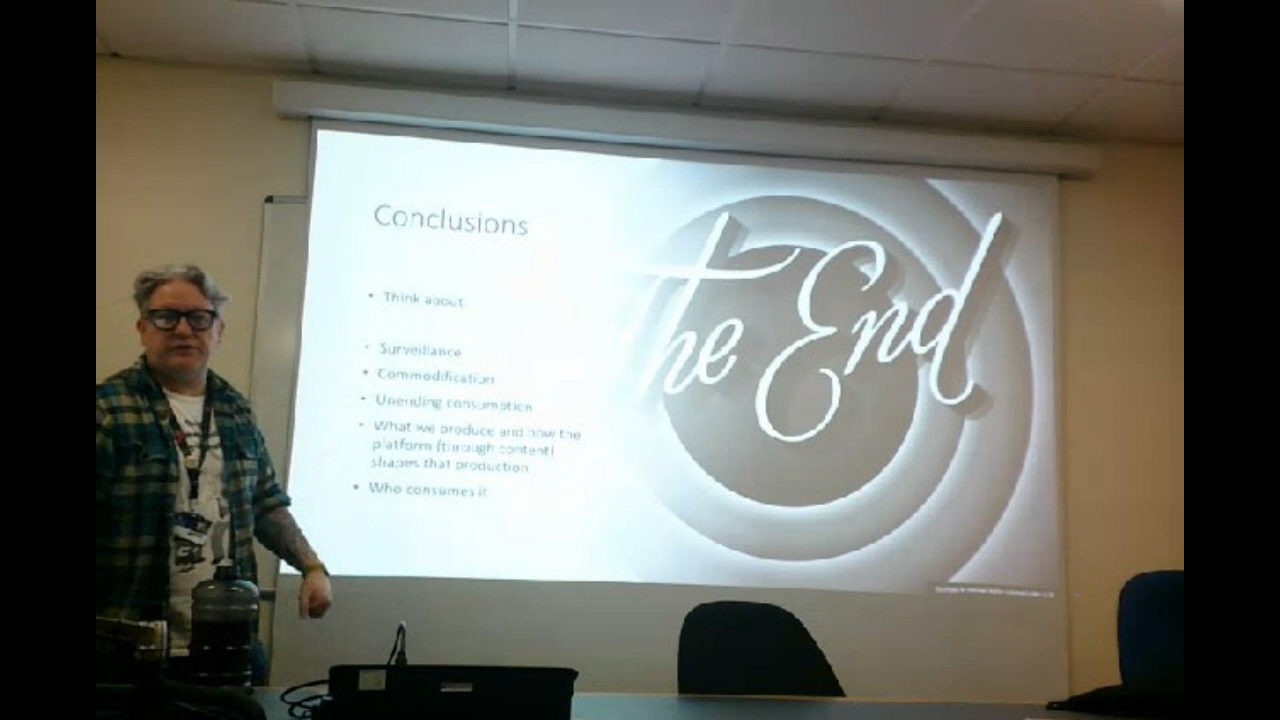 Conclusions
• Think about:
• Surveillance
• Commodification
• Unending consumption
• What we produce and how the
platform (through content)
shapes that production
• Who consumes it
The End